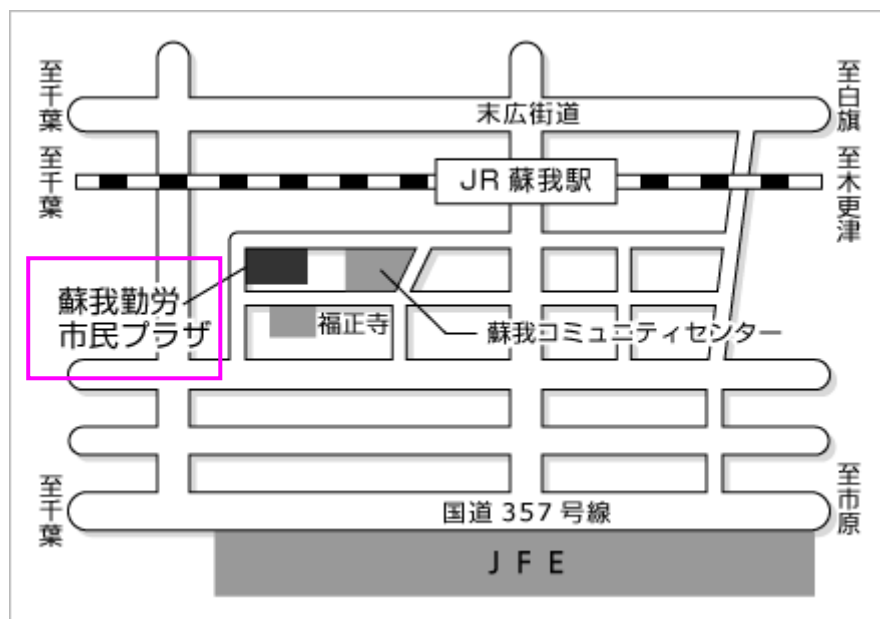 至千葉
末広街道
至白旗
至千葉
JR 蘇我駅
至木更津
蘇我勤労
市民プラザ
福正寺
蘇我コミュニティセンター
至千葉
国道 357 号線
至市原
J F E